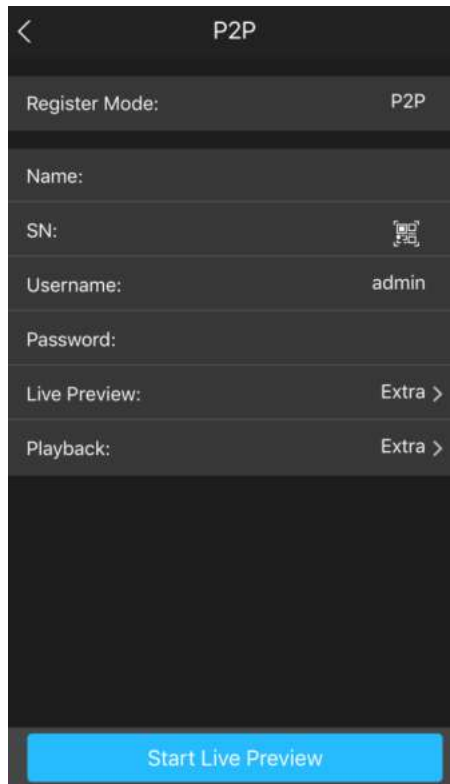 P2P
Register Mode: P2P
Name:
SN:
Username: admin
Password:
Live Preview: Extra >
Playback: Extra >
Start Live Preview